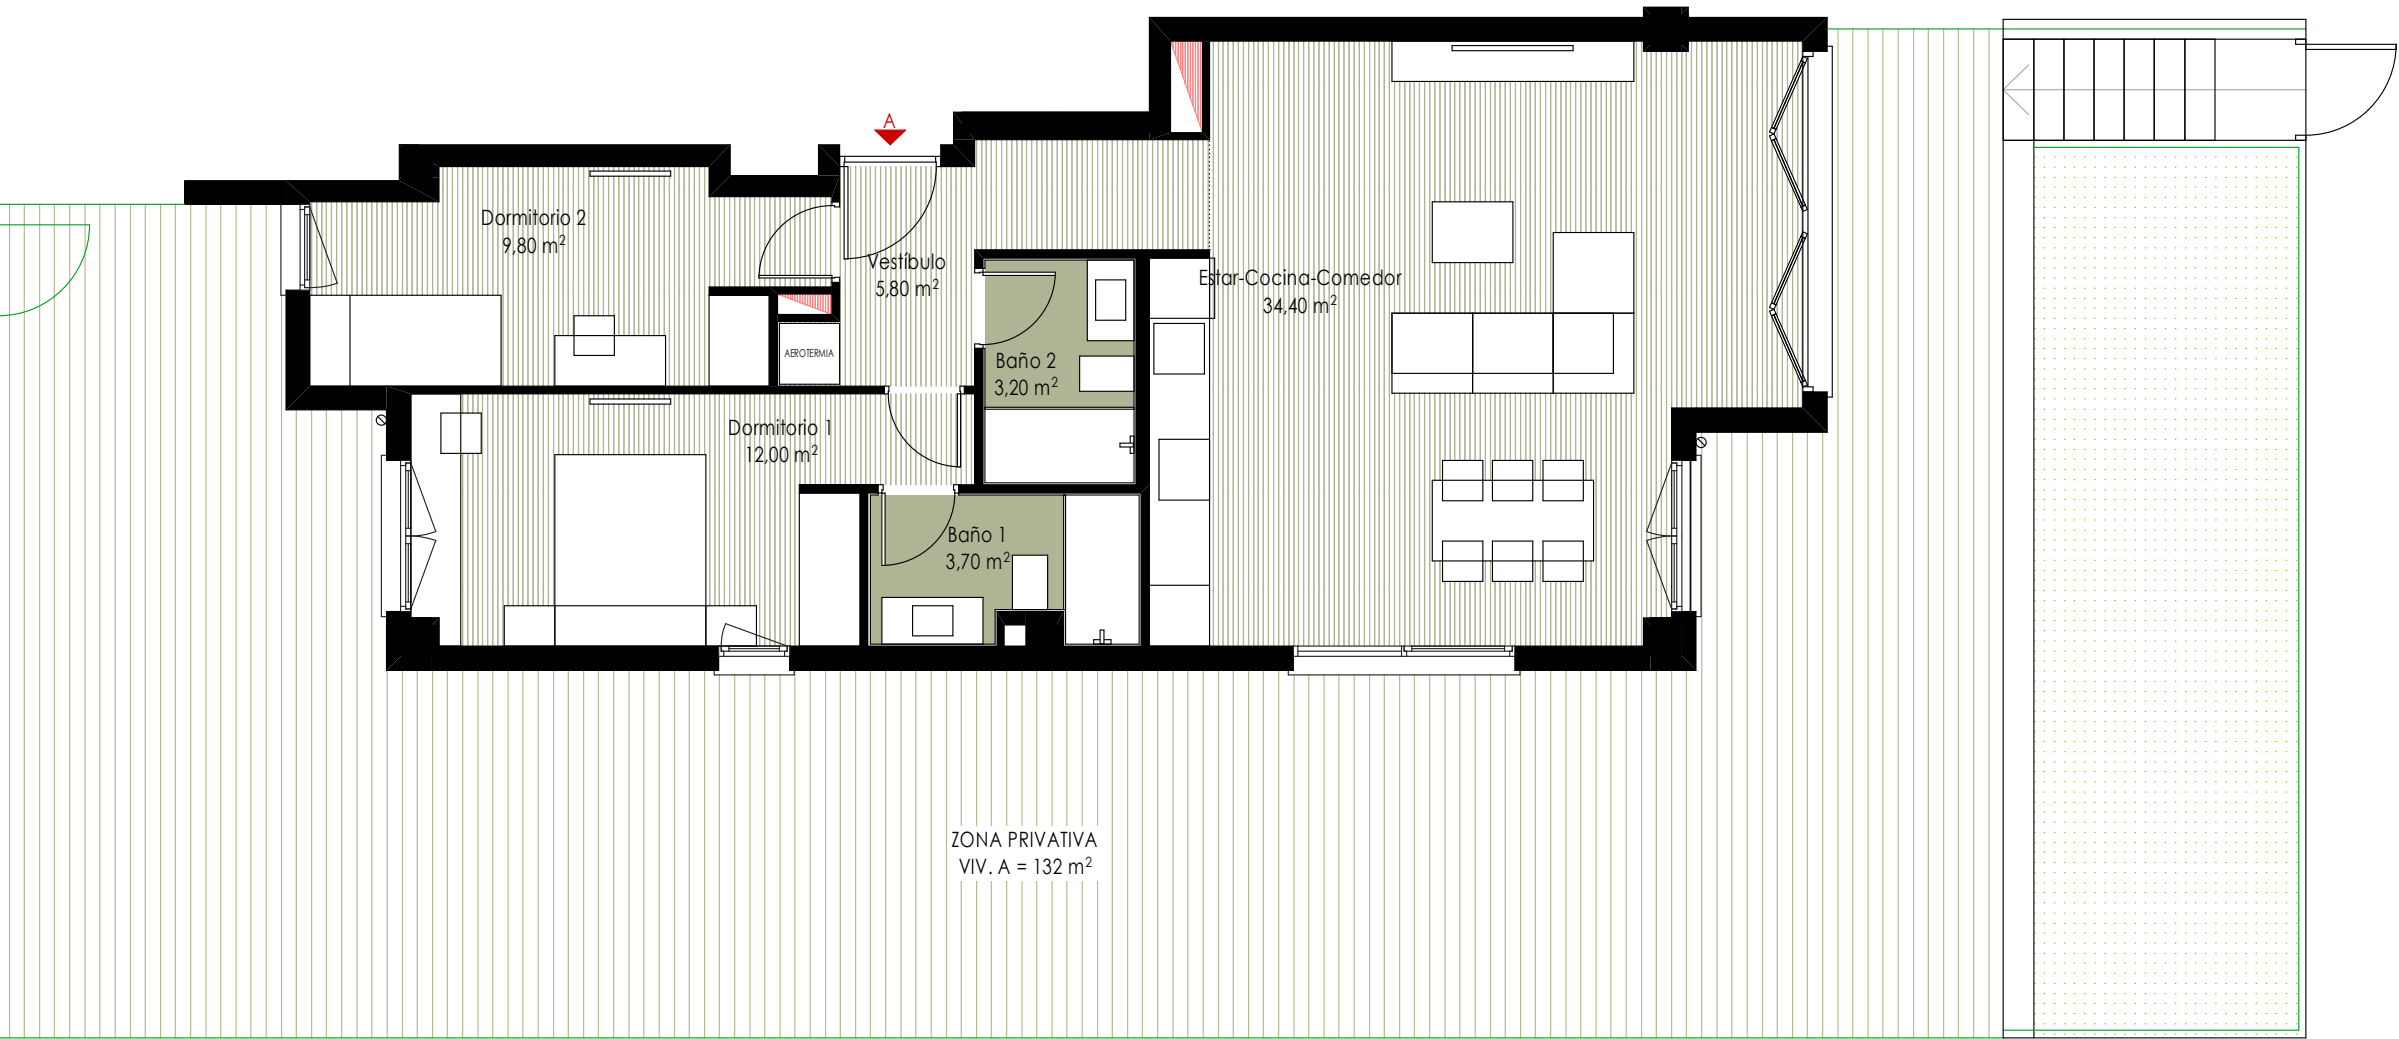 A
Dormitorio 2
9,80 m²
Vestíbulo
5,80 m²
Estar-Cocina-Comedor
34,40 m²
AEROTERMIA
Baño 2
3,20 m²
Dormitorio 1
12,00 m²
Baño 1
3,70 m²
ZONA PRIVATIVA
VIV. A = 132 m²